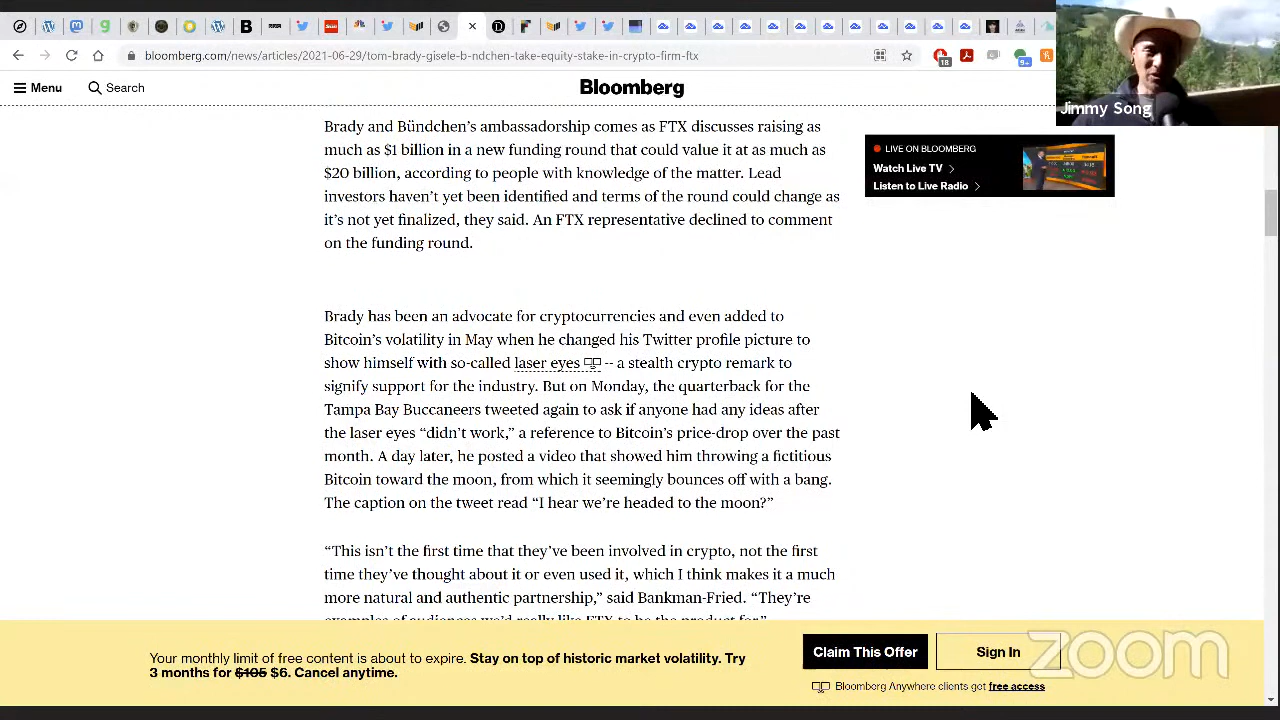 bloomberg.com/news/articles/2021-06-29/tom-brady-gisele-b-ndchen-take-equity-stake-in-crypto-firm-ftx
18
9+
Menu
Search
Bloomberg
Jimmy Song
Brady and Bündchen's ambassadorship comes as FTX discusses raising as
much as $1 billion in a new funding round that could value it at as much as
$20 billion, according to people with knowledge of the matter. Lead
investors haven't yet been identified and terms of the round could change as
it's not yet finalized, they said. An FTX representative declined to comment
on the funding round.
LIVE ON BLOOMBERG
Watch Live TV
Listen to Live Radio
Brady has been an advocate for cryptocurrencies and even added to
Bitcoin's volatility in May when he changed his Twitter profile picture to
show himself with so-called laser eyes -- a stealth crypto remark to
signify support for the industry. But on Monday, the quarterback for the
Tampa Bay Buccaneers tweeted again to ask if anyone had any ideas after
the laser eyes “didn't work,” a reference to Bitcoin's price-drop over the past
month. A day later, he posted a video that showed him throwing a fictitious
Bitcoin toward the moon, from which it seemingly bounces off with a bang.
The caption on the tweet read “I hear we're headed to the moon?”
“This isn't the first time that they've been involved in crypto, not the first
time they've thought about it or even used it, which I think makes it a much
more natural and authentic partnership,” said Bankman-Fried. “They're
examples of audiences we'd really like FTX to be the product for.”
Your monthly limit of free content is about to expire. Stay on top of historic market volatility. Try
3 months for $105 $6. Cancel anytime.
Claim This Offer
Sign In
Bloomberg Anywhere clients get free access
zoom